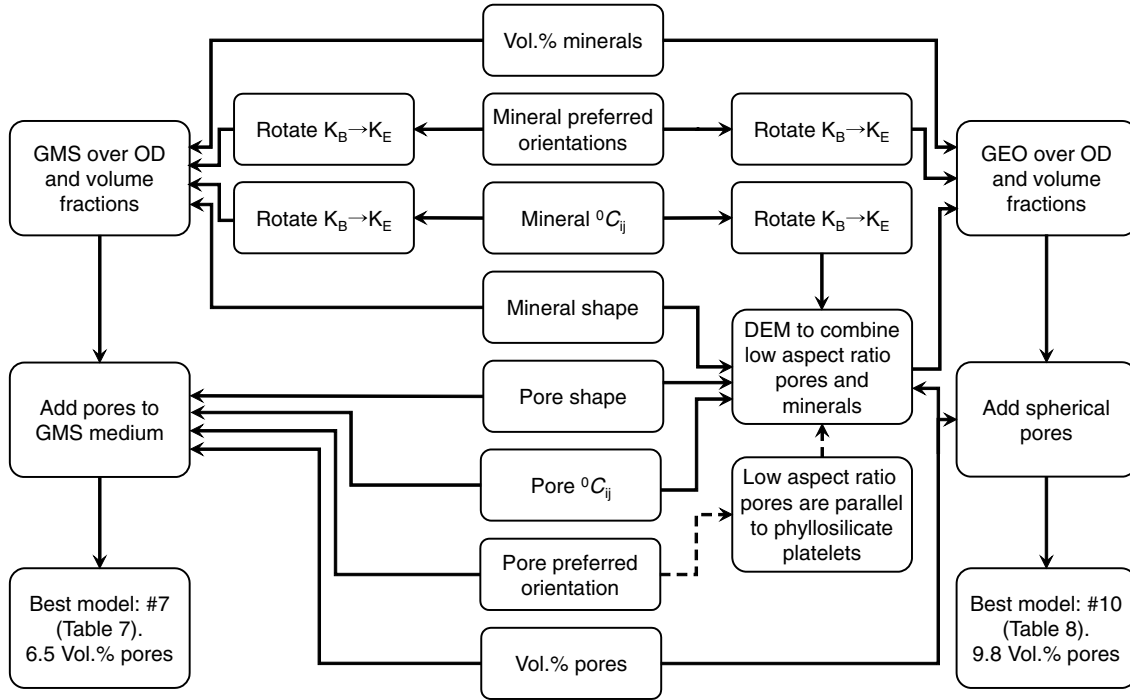 Vol.% minerals
Rotate K_B→K_E
Mineral preferred
orientations
Rotate K_B→K_E
GMS over OD
and volume
fractions
GEO over OD
and volume
fractions
Rotate K_B→K_E
Mineral ⁰C_ij
Rotate K_B→K_E
Mineral shape
DEM to combine
low aspect ratio
pores and
minerals
Add pores to
GMS medium
Pore shape
Add spherical
pores
Pore ⁰C_ij
Low aspect ratio
pores are parallel
to phyllosilicate
platelets
Pore preferred
orientation
Best model: #7
(Table 7).
6.5 Vol.% pores
Vol.% pores
Best model: #10
(Table 8).
9.8 Vol.% pores